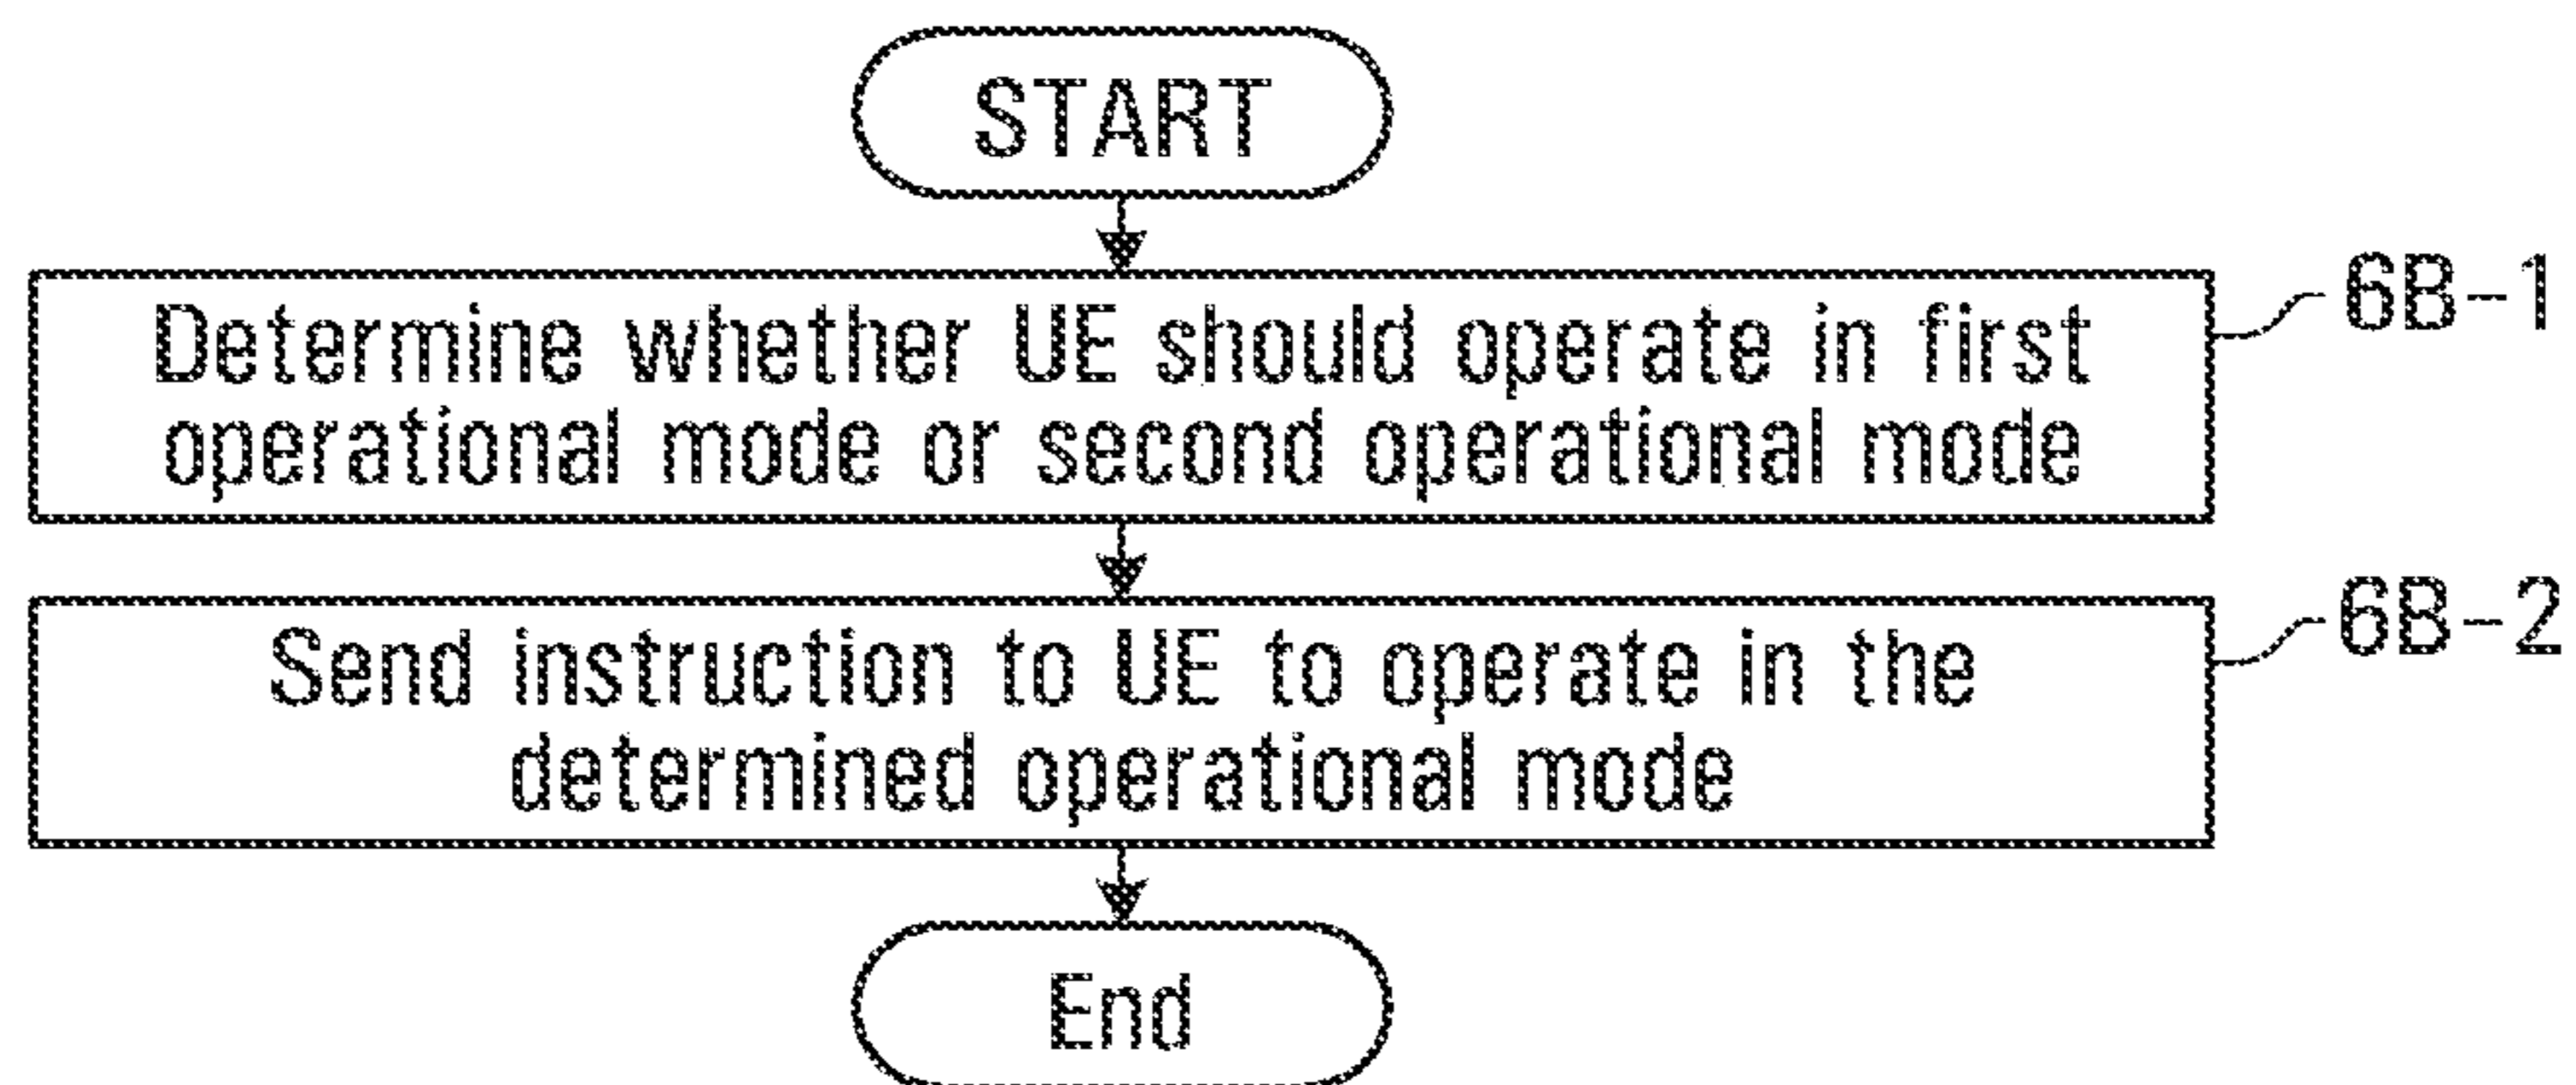 START
Determine whether UE should operate in first
operational mode or second operational mode
6B-1
Send instruction to UE to operate in the
determined operational mode
6B-2
End